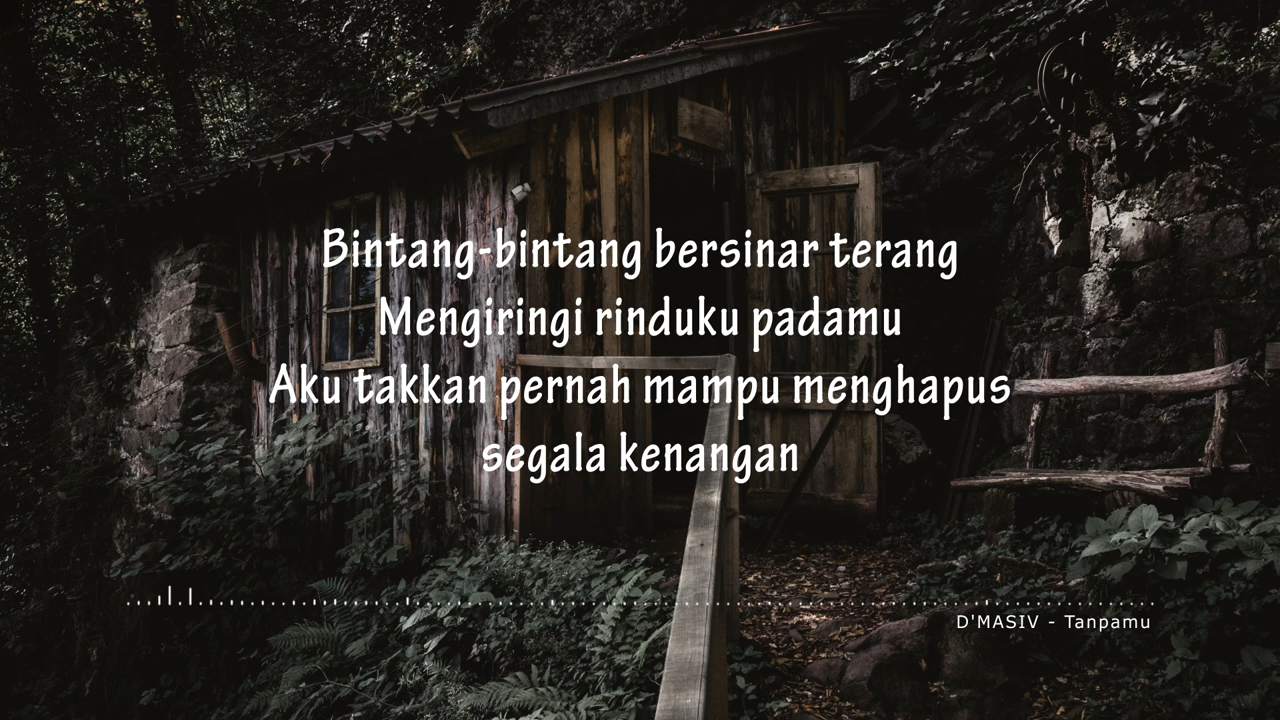 Bintang-bintang bersinar terang
Mengiringi rinduku padamu
Aku takkan pernah mampu menghapus
segala kenangan
D'MASIV - Tanpamu